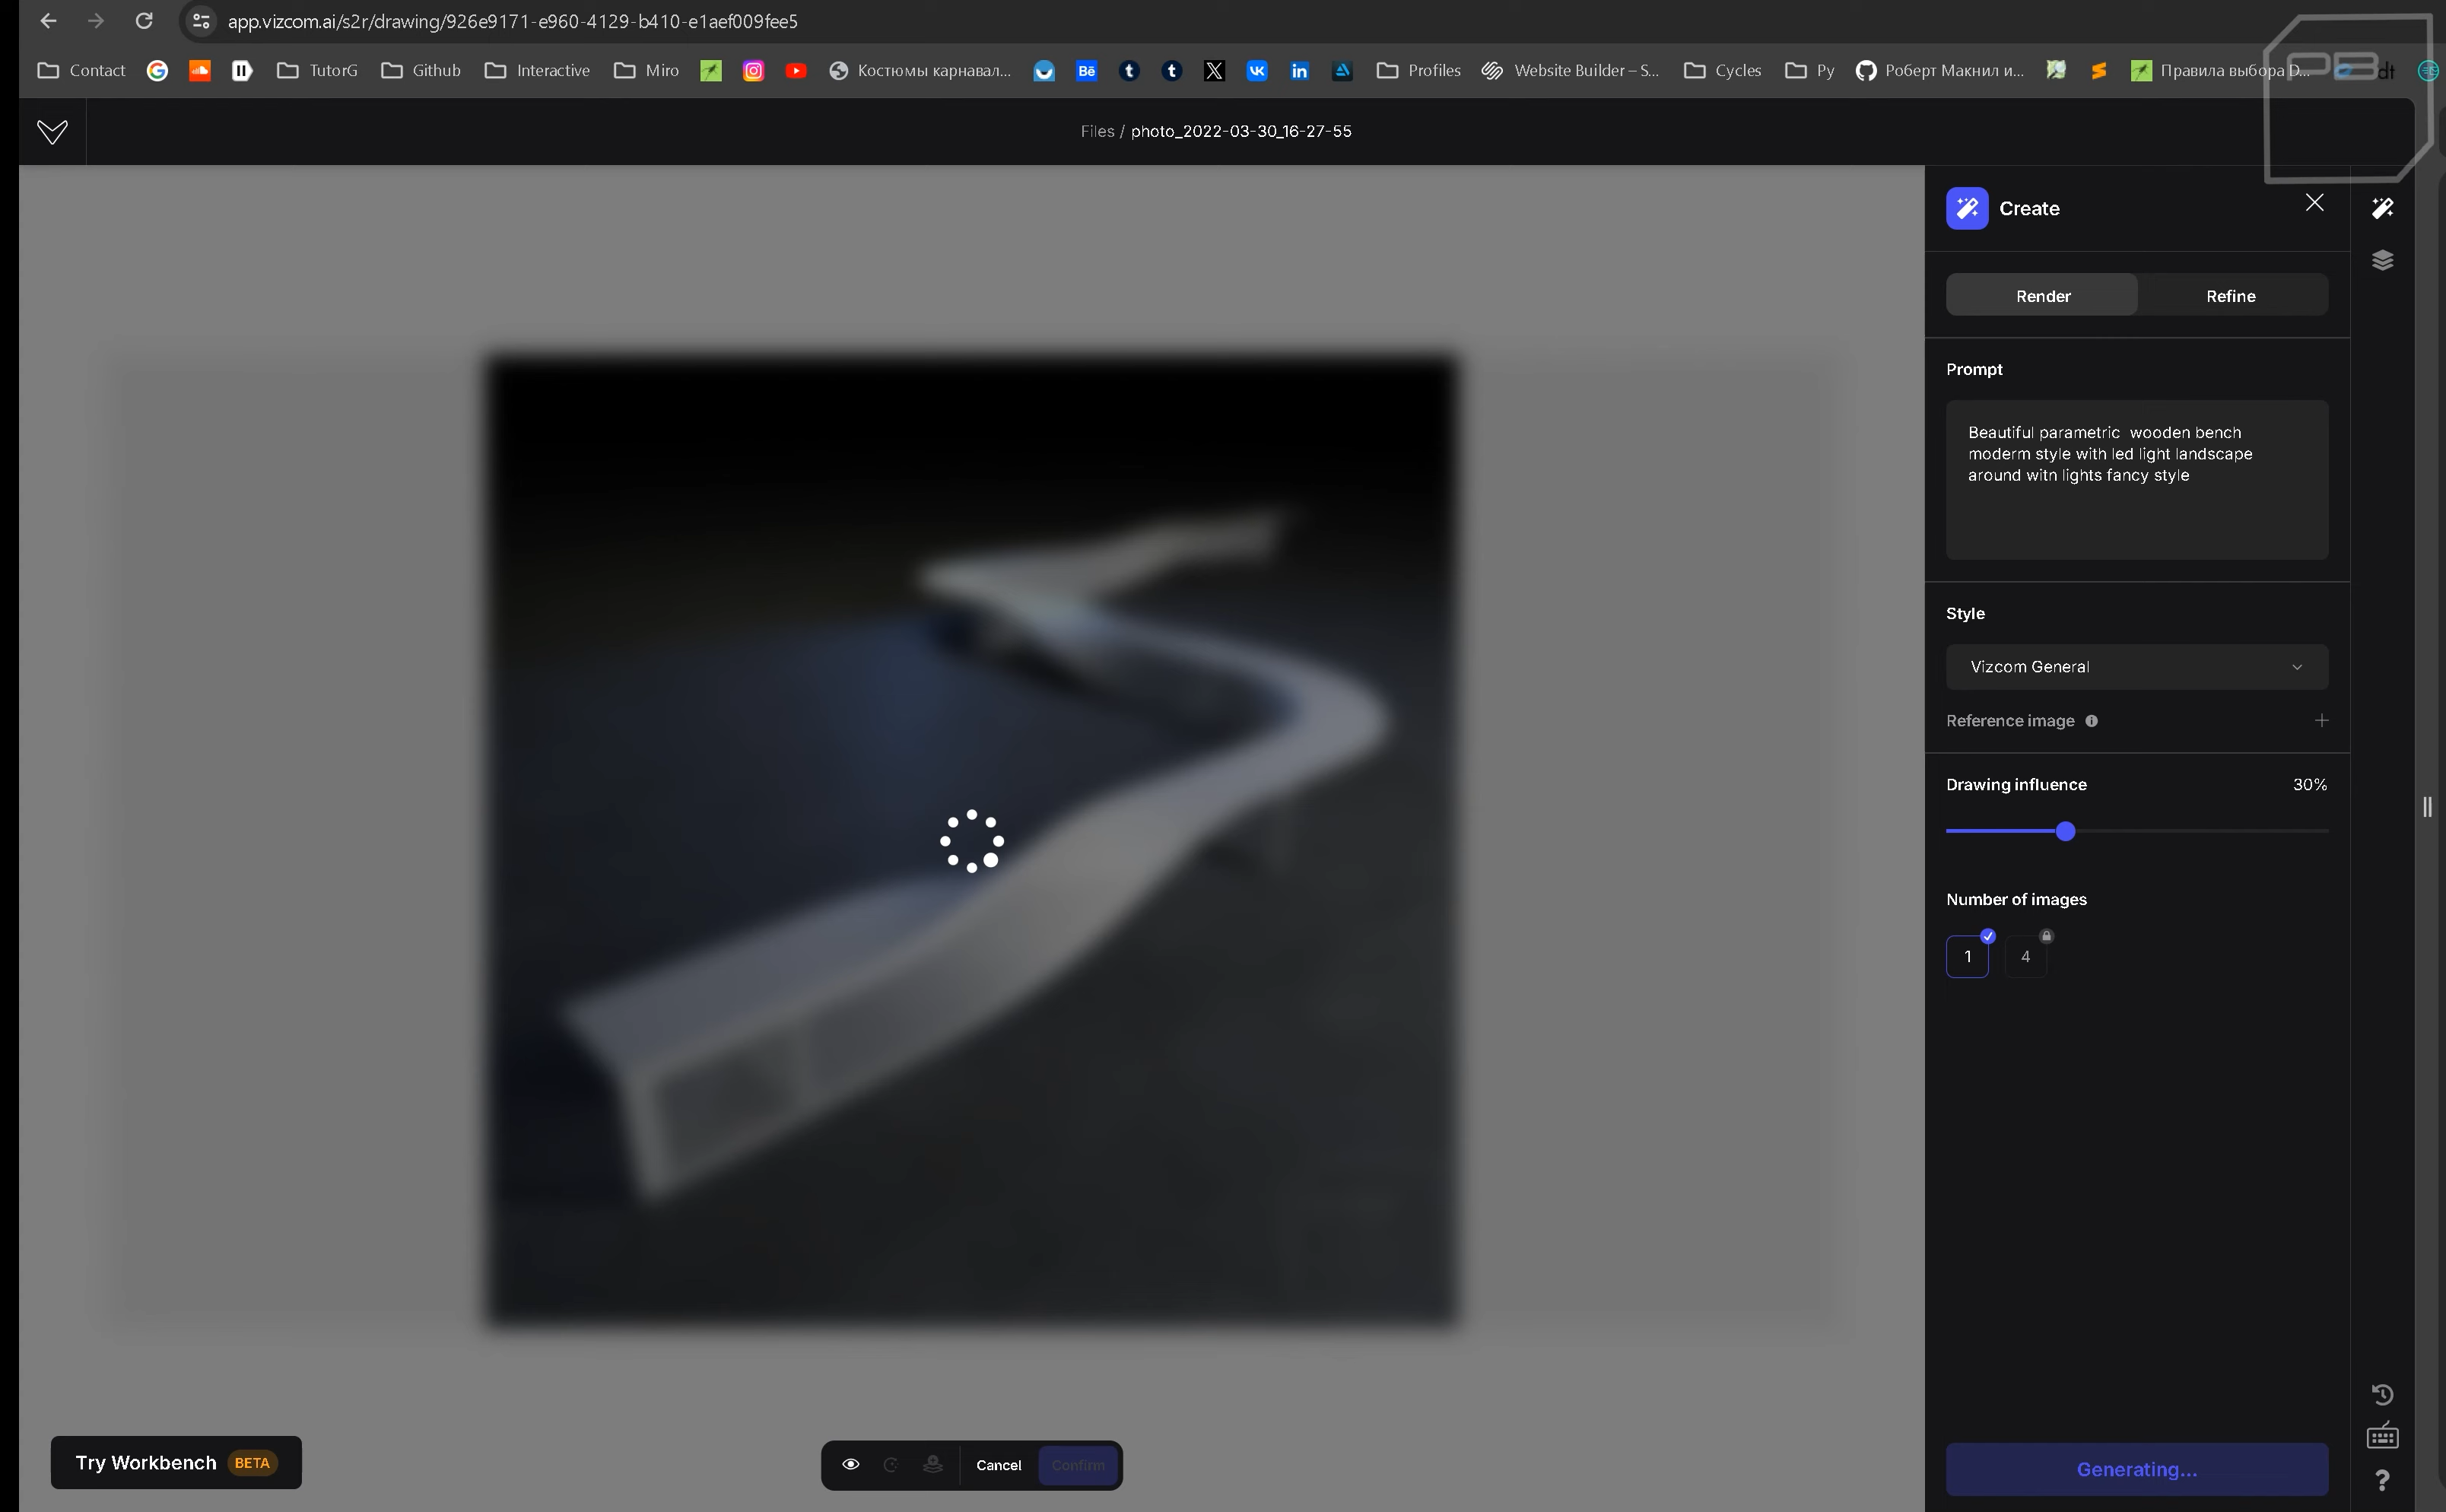 app.vizcom.ai/s2r/drawing/926e9171-e960-4129-b410-e1aef009fee5
Contact TutorG Github Interactive Miro Костюмы карнавал... Bē t t X Profiles Website Builder – S... Cycles Py Роберт Макнил и... Правила выбора D... dt
PB
Files / photo_2022-03-30_16-27-55
Create
Render Refine
Prompt
Beautiful parametric wooden bench
moderm style with led light landscape
around witn lights fancy style
Style
Vizcom General
Reference image
Drawing influence 30%
Number of images
1 4
Try Workbench BETA
Cancel Confirm
Generating...